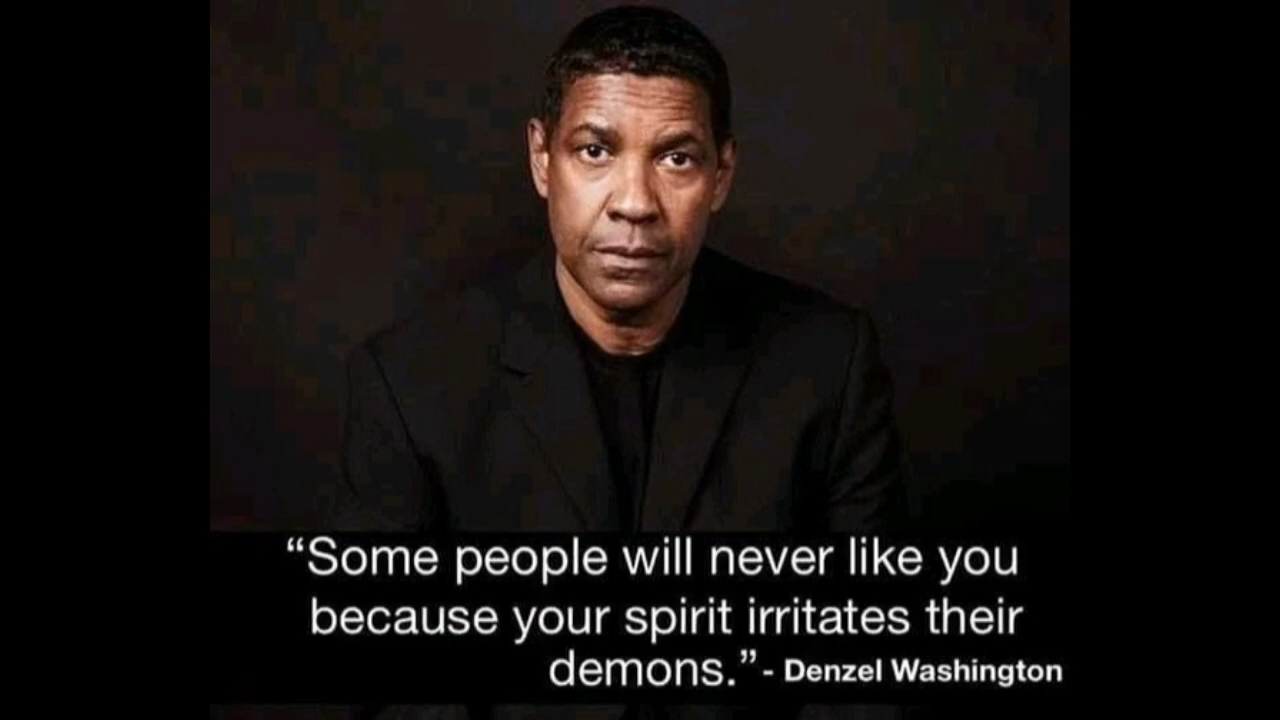 “Some people will never like you
because your spirit irritates their
demons.” - Denzel Washington